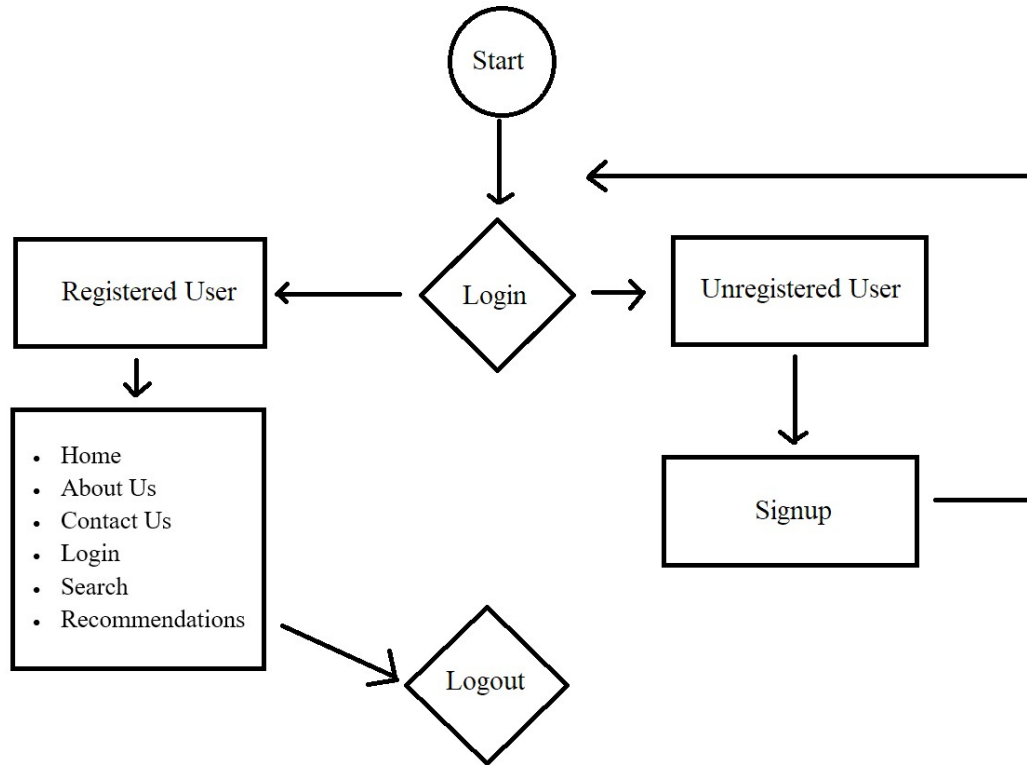 Start
Login
Registered User
Unregistered User
• Home
• About Us
• Contact Us
• Login
• Search
• Recommendations
Signup
Logout